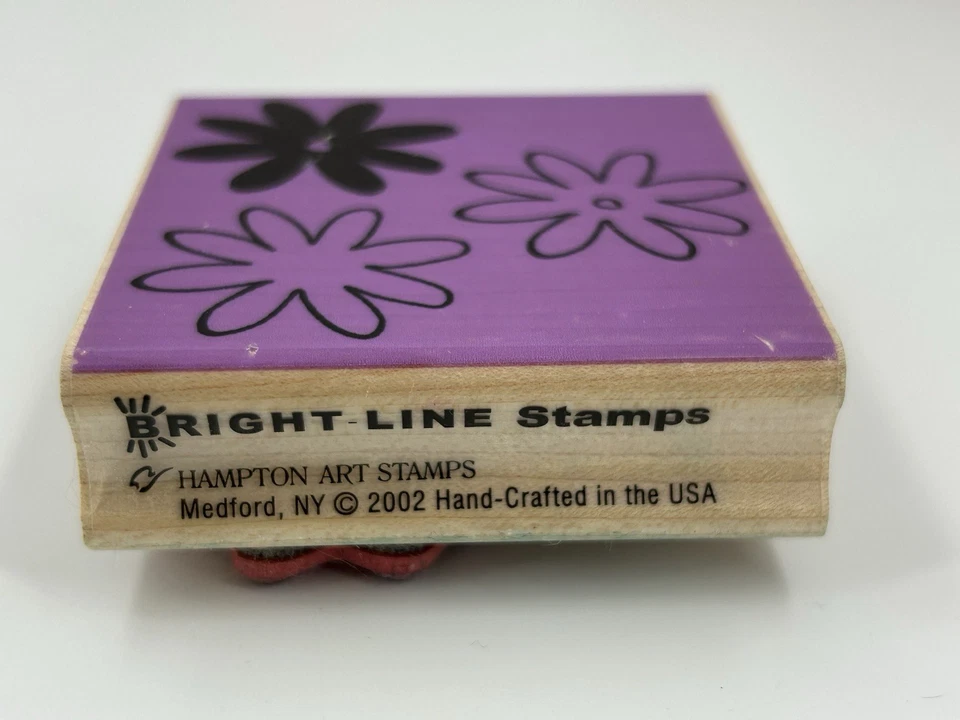 BRIGHT-LINE Stamps
HAMPTON ART STAMPS
Medford, NY © 2002 Hand-Crafted in the USA